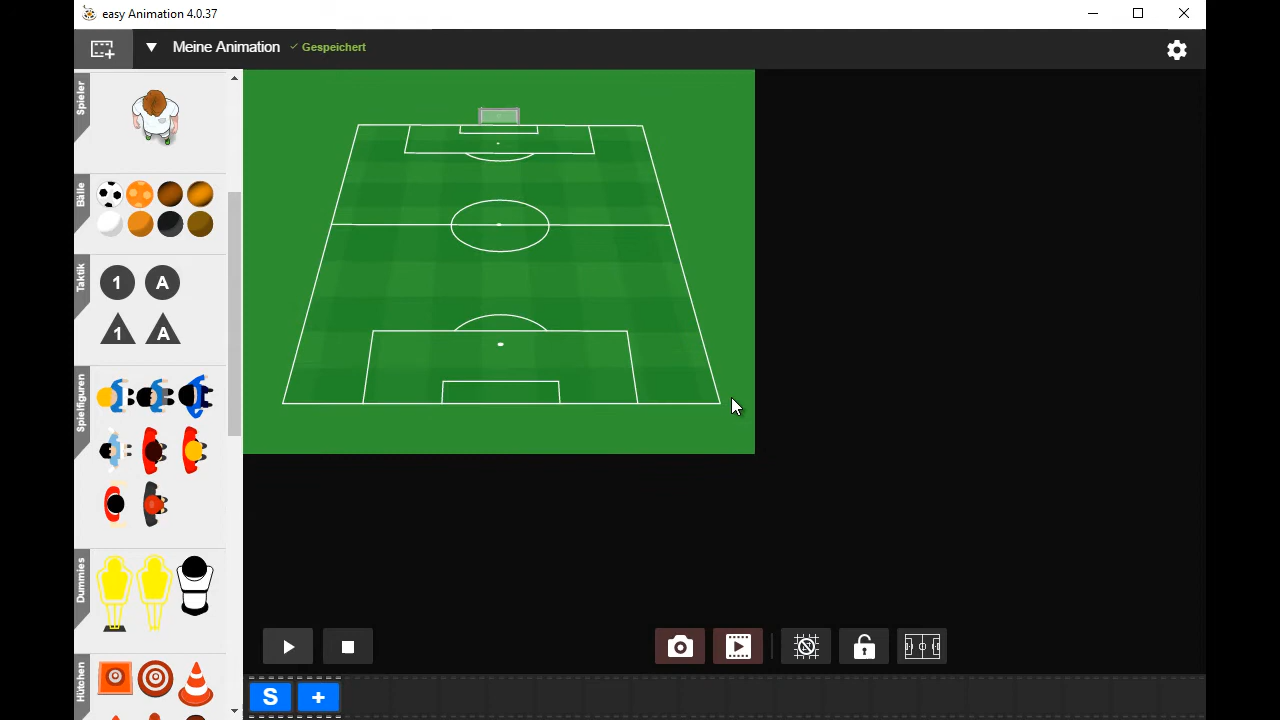 easy Animation 4.0.37
Meine Animation
Gespeichert
Spieler
Bälle
Taktik
1
A
1
A
Spielfiguren
Dummies
Hütchen
S
+